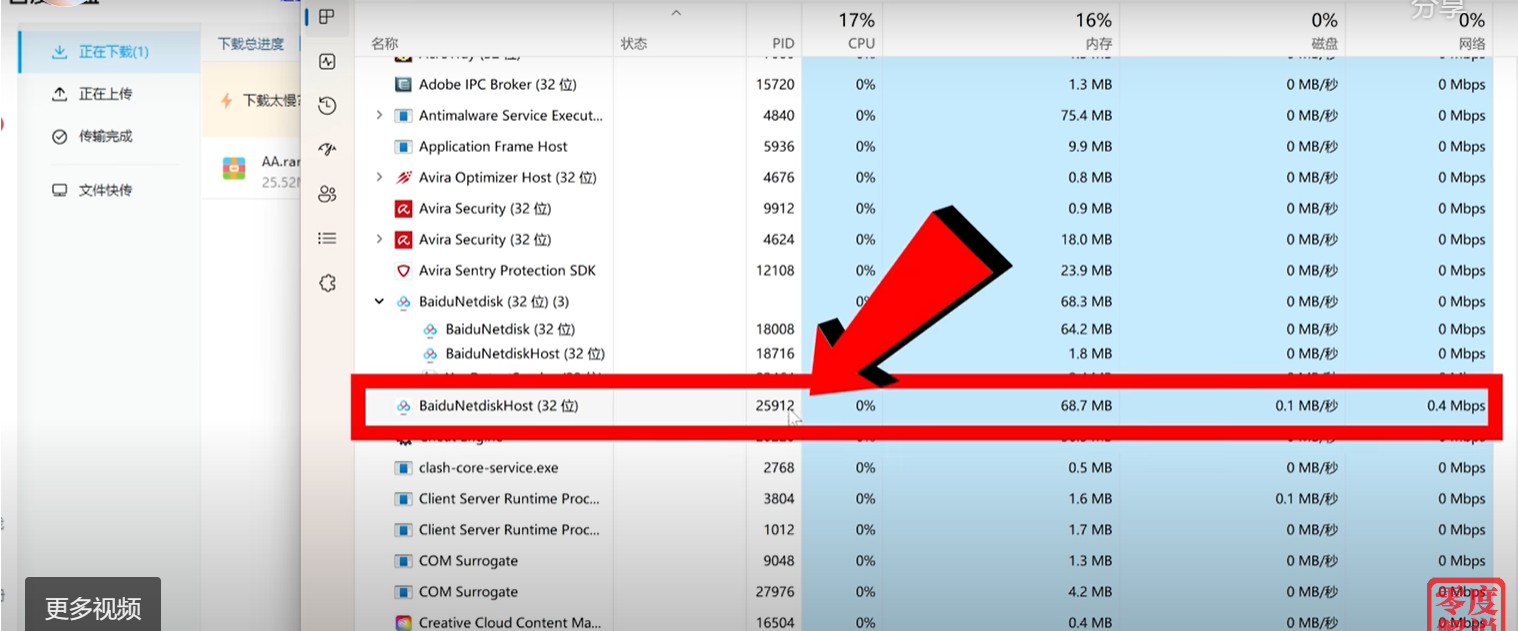 正在下载(1)
正在上传
传输完成
文件快传
下载总进度
下载太慢?
AA.rar
25.52M
分享
17% 16% 0% 0%
名称 状态 PID CPU 内存 磁盘 网络
Adobe IPC Broker (32 位) 15720 0% 1.3 MB 0 MB/秒 0 Mbps
Antimalware Service Execut... 4840 0% 75.4 MB 0 MB/秒 0 Mbps
Application Frame Host 5936 0% 9.9 MB 0 MB/秒 0 Mbps
Avira Optimizer Host (32 位) 4676 0% 0.8 MB 0 MB/秒 0 Mbps
Avira Security (32 位) 9912 0% 0.9 MB 0 MB/秒 0 Mbps
Avira Security (32 位) 4624 0% 18.0 MB 0 MB/秒 0 Mbps
Avira Sentry Protection SDK 12108 0% 23.9 MB 0 MB/秒 0 Mbps
BaiduNetdisk (32 位) (3) 0% 68.3 MB 0 MB/秒 0 Mbps
BaiduNetdisk (32 位) 18008 64.2 MB 0 MB/秒 0 Mbps
BaiduNetdiskHost (32 位) 18716 1.8 MB 0 MB/秒 0 Mbps
BaiduNetdiskHost (32 位) 25912 0% 68.7 MB 0.1 MB/秒 0.4 Mbps
clash-core-service.exe 2768 0% 0.5 MB 0 MB/秒 0 Mbps
Client Server Runtime Proc... 3804 0% 1.6 MB 0.1 MB/秒 0 Mbps
Client Server Runtime Proc... 1012 0% 1.7 MB 0 MB/秒 0 Mbps
COM Surrogate 9048 0% 1.3 MB 0 MB/秒 0 Mbps
COM Surrogate 27976 0% 4.2 MB 0 MB/秒 0 Mbps
Creative Cloud Content Ma... 16504 0% 0.4 MB 0 MB/秒 0 Mbps
更多视频
零度